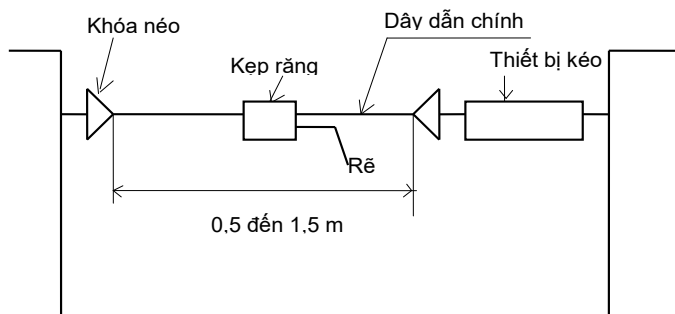 Khóa néo
Dây dẫn chính
Kẹp răng
Thiết bị kéo
Rẽ
0,5 đến 1,5 m